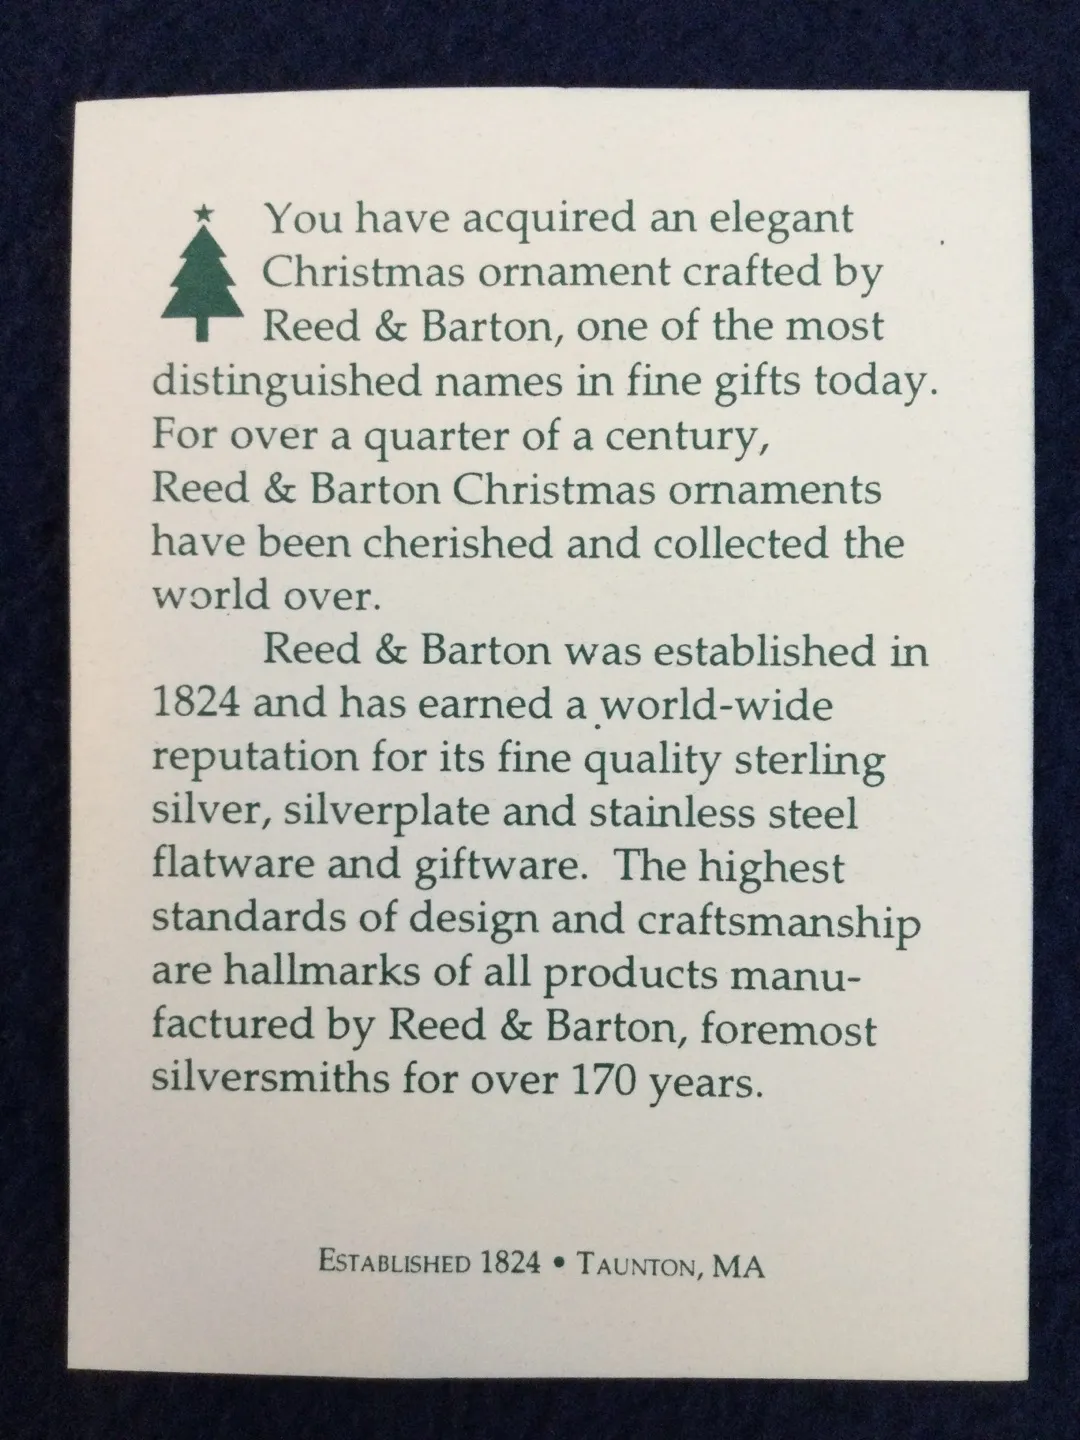 You have acquired an elegant
Christmas ornament crafted by
Reed & Barton, one of the most
distinguished names in fine gifts today.
For over a quarter of a century,
Reed & Barton Christmas ornaments
have been cherished and collected the
world over.
Reed & Barton was established in
1824 and has earned a world-wide
reputation for its fine quality sterling
silver, silverplate and stainless steel
flatware and giftware.  The highest
standards of design and craftsmanship
are hallmarks of all products manu-
factured by Reed & Barton, foremost
silversmiths for over 170 years.
ESTABLISHED 1824 • TAUNTON, MA